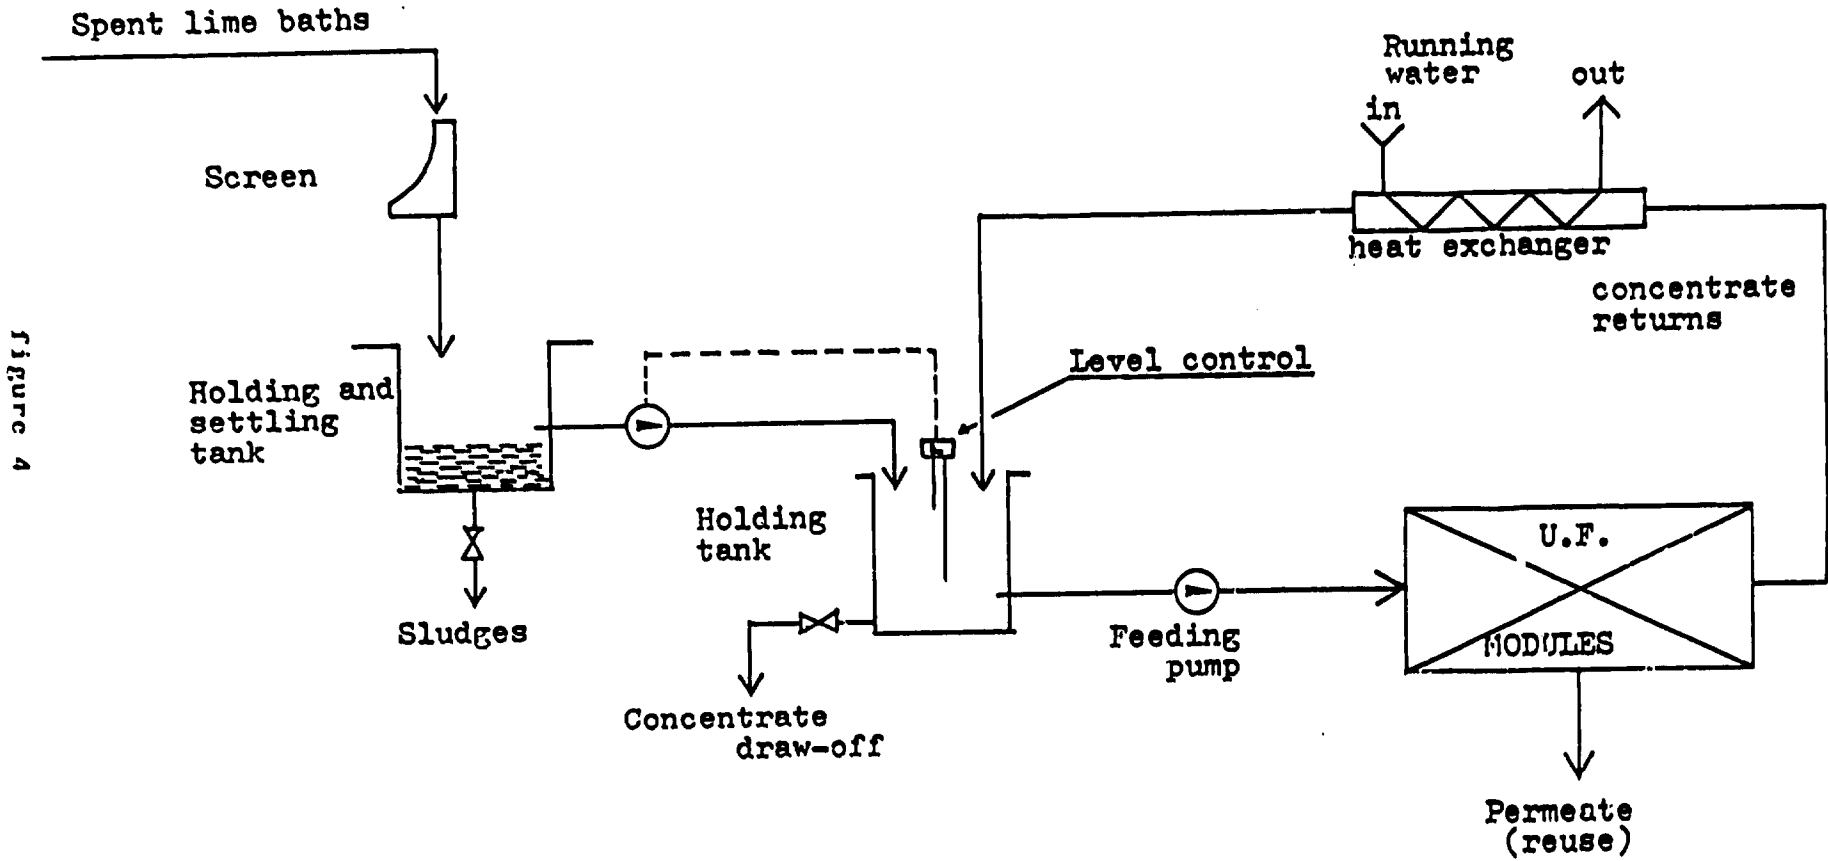 Spent lime baths
Running
water
in
out
Screen
heat exchanger
concentrate
returns
Level control
Holding and
settling
tank
Holding
tank
Sludges
Concentrate
draw-off
Feeding
pump
U.F.
MODULES
Permeate
(reuse)
figure 4